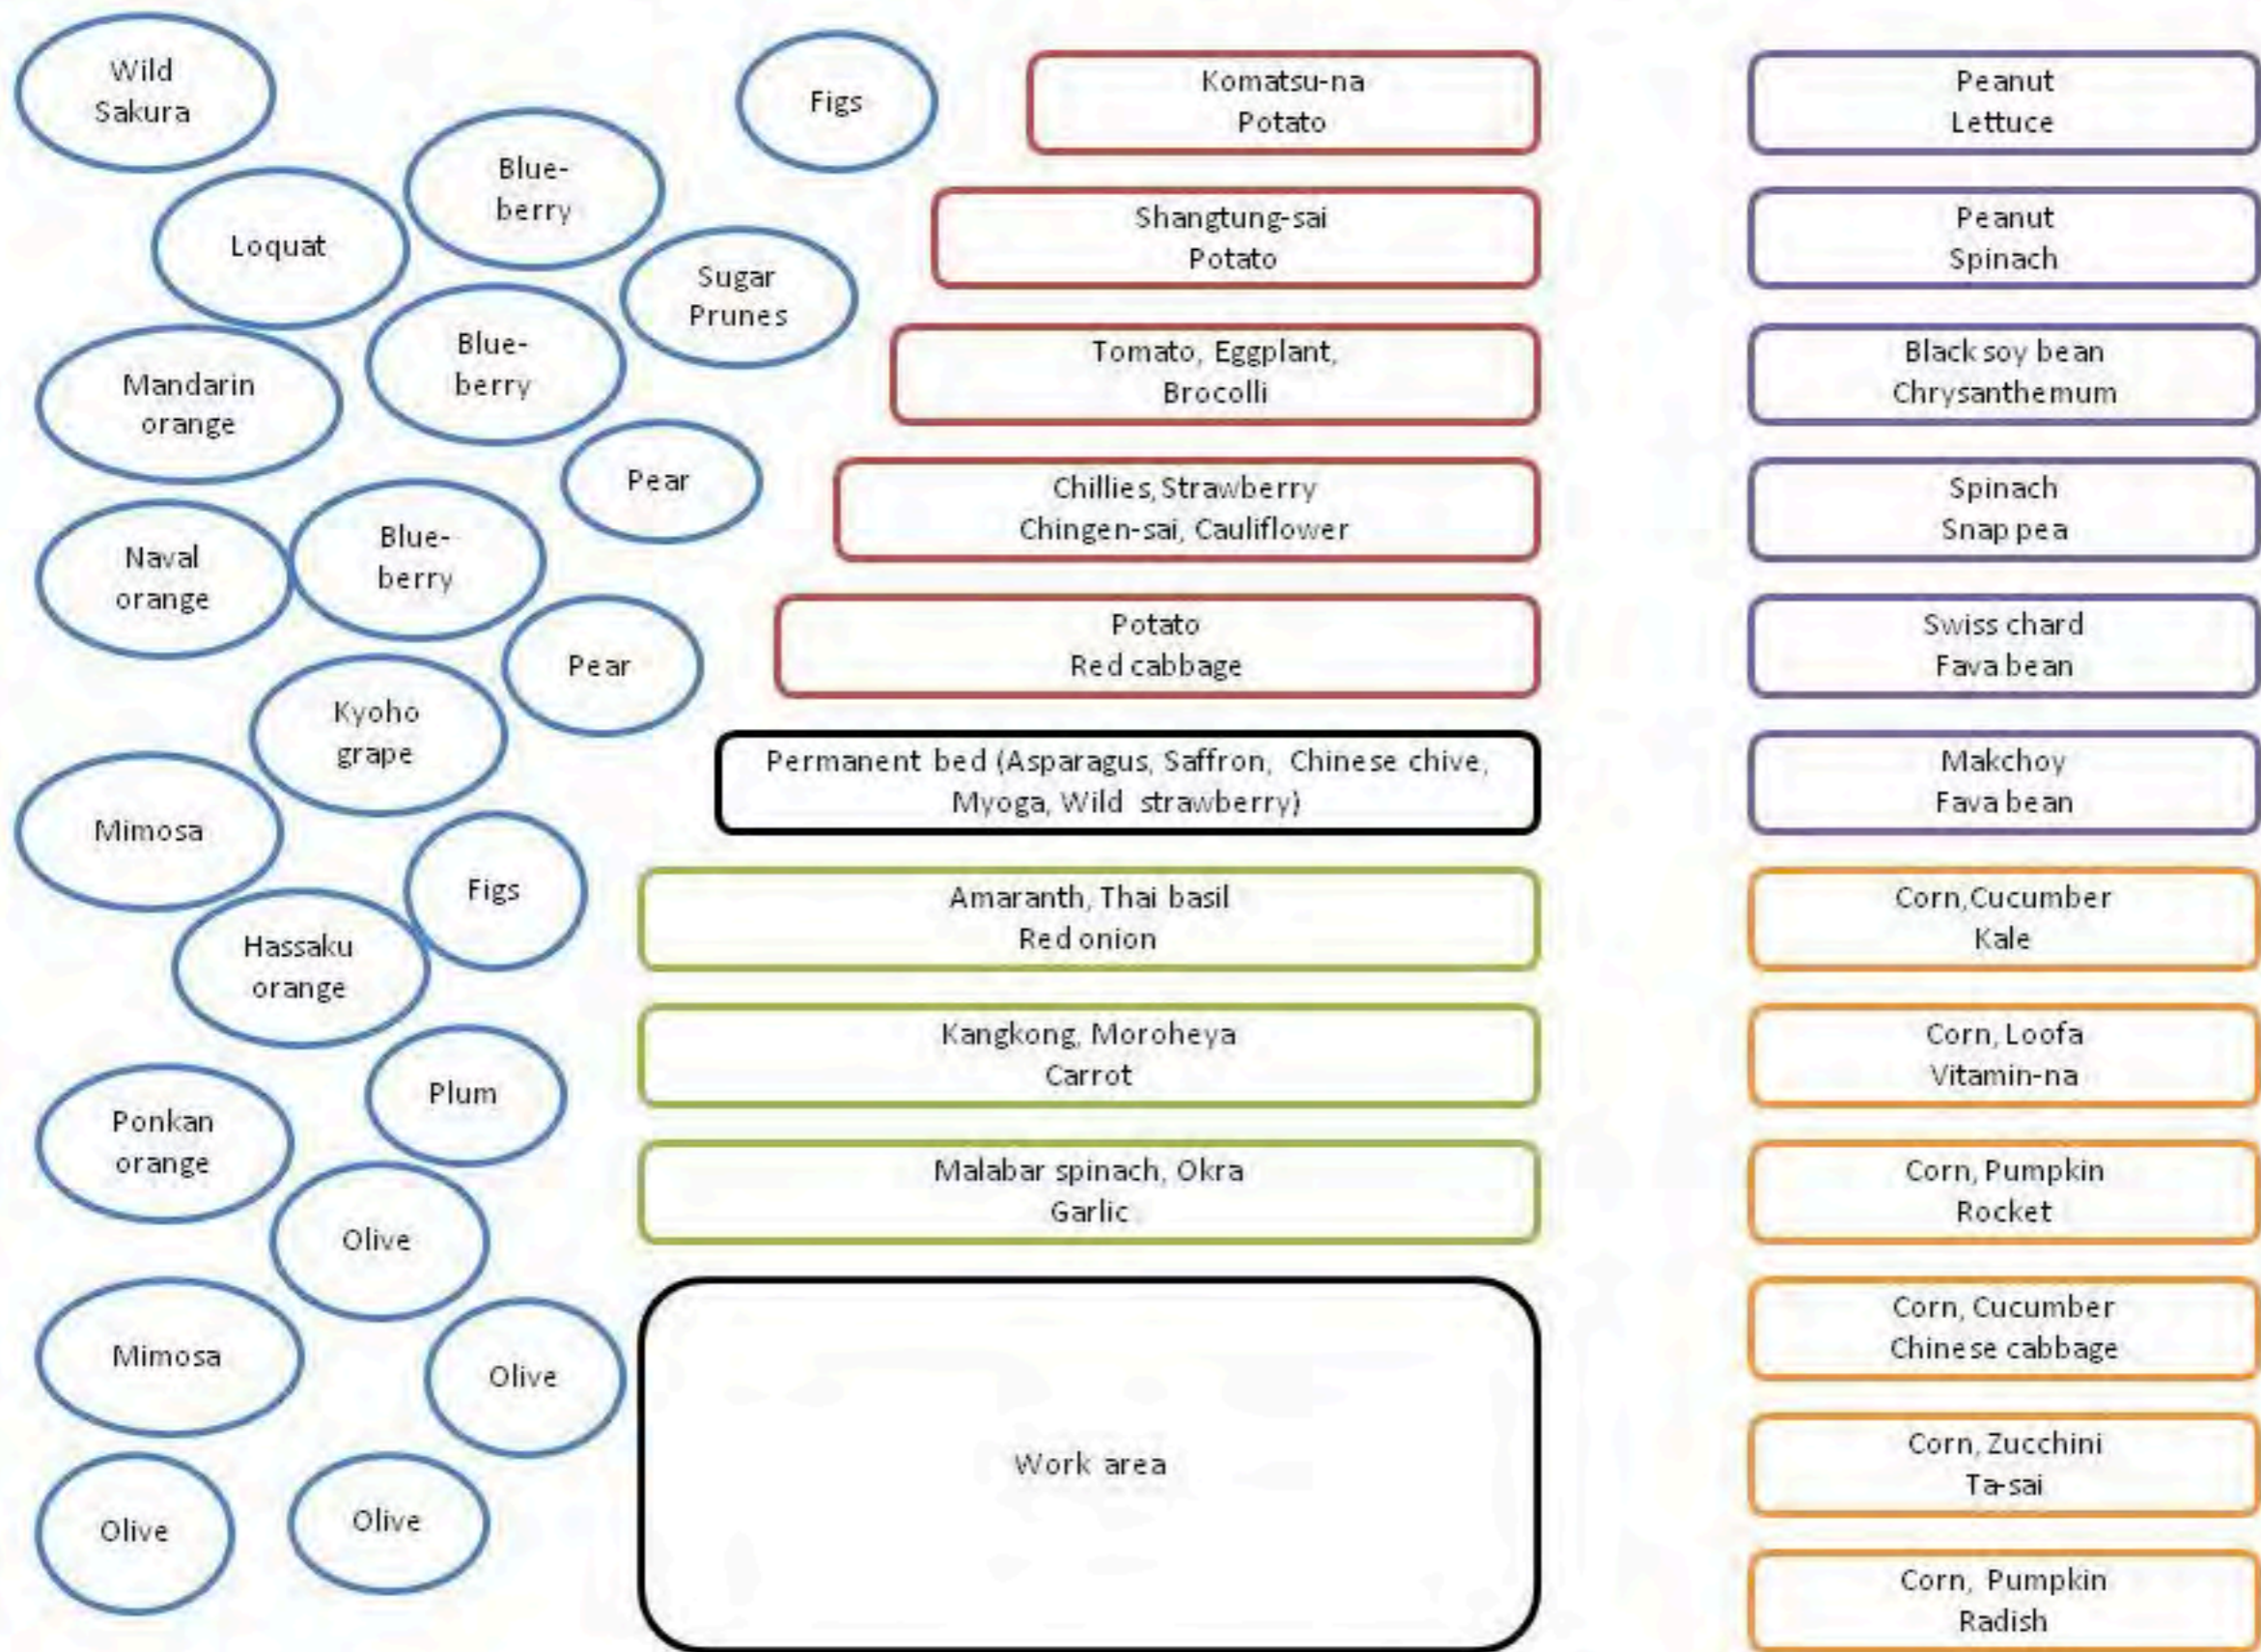 Wild
Sakura
Figs
Blue-
berry
Loquat
Sugar
Prunes
Blue-
berry
Mandarin
orange
Pear
Naval
orange
Blue-
berry
Pear
Kyoho
grape
Mimosa
Figs
Hassaku
orange
Plum
Ponkan
orange
Olive
Mimosa
Olive
Olive
Olive
Komatsu-na
Potato
Shangtung-sai
Potato
Tomato, Eggplant,
Brocolli
Chillies, Strawberry
Chingen-sai, Cauliflower
Potato
Red cabbage
Permanent bed (Asparagus, Saffron, Chinese chive,
Myoga, Wild strawberry)
Amaranth, Thai basil
Red onion
Kangkong, Moroheya
Carrot
Malabar spinach, Okra
Garlic
Work area
Peanut
Lettuce
Peanut
Spinach
Black soy bean
Chrysanthemum
Spinach
Snap pea
Swiss chard
Fava bean
Makchoy
Fava bean
Corn,Cucumber
Kale
Corn, Loofa
Vitamin-na
Corn, Pumpkin
Rocket
Corn, Cucumber
Chinese cabbage
Corn, Zucchini
Ta-sai
Corn, Pumpkin
Radish